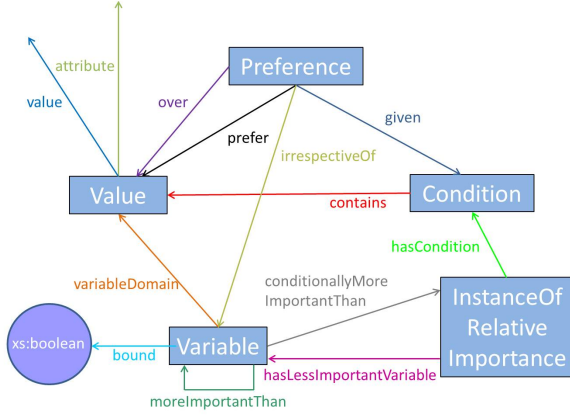 attribute
Preference
value
over
given
prefer
irrespectiveOf
Value
Condition
contains
hasCondition
variableDomain
conditionallyMore
ImportantThan
InstanceOf
Relative
Importance
xs:boolean
bound
Variable
hasLessImportantVariable
moreImportantThan